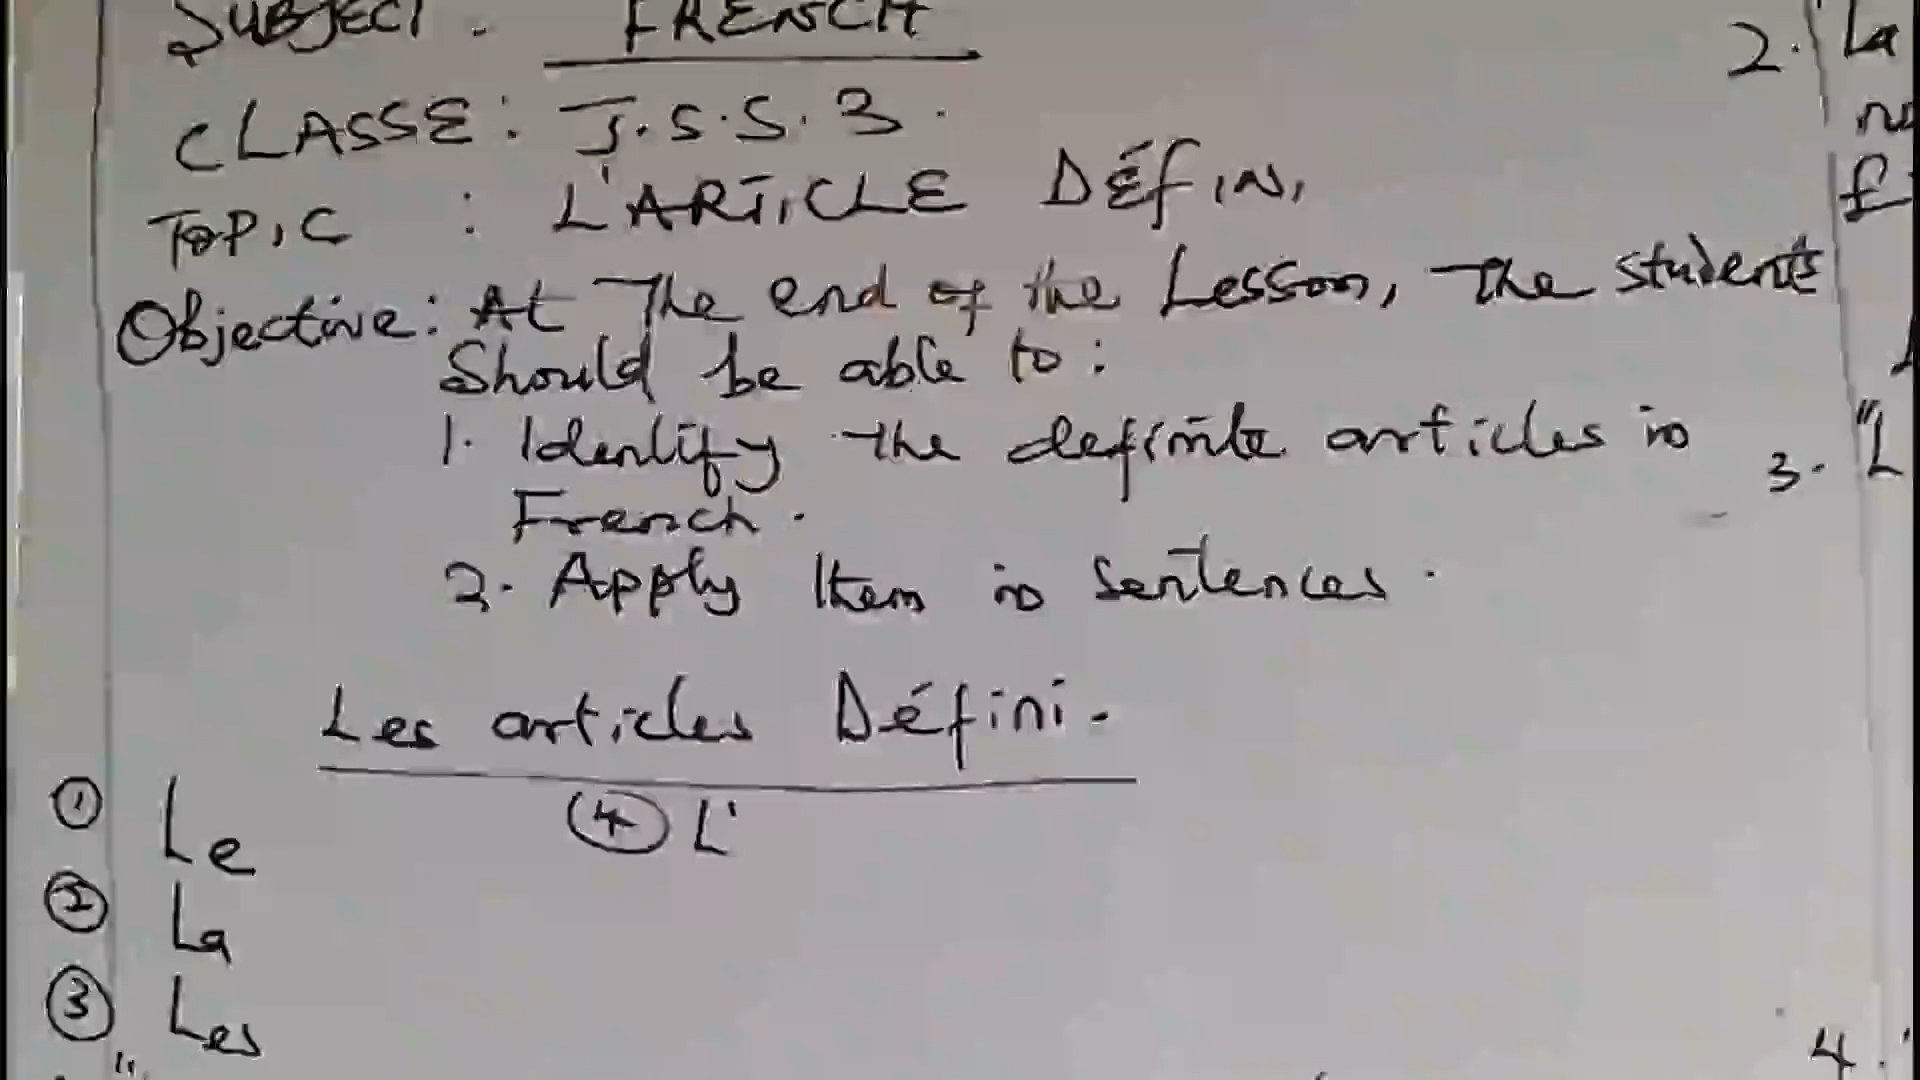 SUBJECT. FRENCH
CLASSE: J.S.S.3.
TOPIC : L'ARTICLE DÉFINI
Objective: At The end of the Lesson, The students
Should be able to:
1. Identify the definite articles in
French.
2. Apply them in sentences.
Les articles Défini.
① Le
④ L'
② La
③ Les
2. La
3. "L
4.